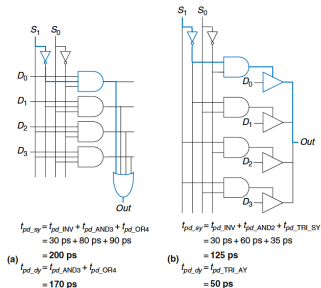 S1 S0
D0
D1
D2
D3
Out
tpd_sy = tpd_INV + tpd_AND3 + tpd_OR4
= 30 ps + 80 ps + 90 ps
= 200 ps
(a) tpd_dy = tpd_AND3 + tpd_OR4
= 170 ps
S1 S0
D0
D1
D2
D3
Out
tpd_sy = tpd_INV + tpd_AND2 + tpd_TRI_SY
= 30 ps + 60 ps + 35 ps
= 125 ps
(b) tpd_dy = tpd_TRI_AY
= 50 ps